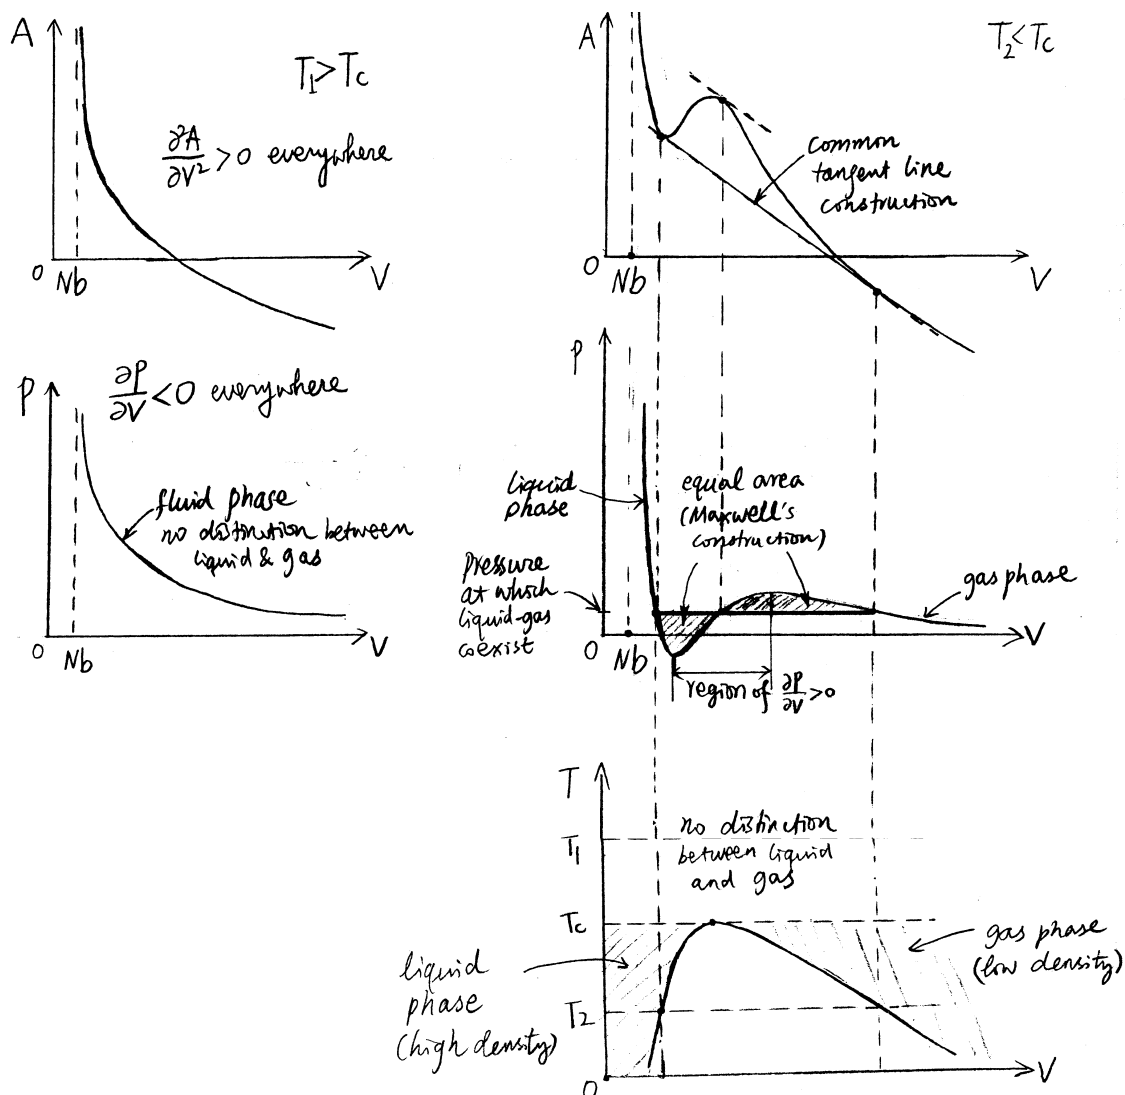 A
T₁>Tc
∂²A/∂V² >0 everywhere
0
Nb
V
∂P/∂V <0 everywhere
P
fluid phase
no distinction between
liquid & gas
0
Nb
V
A
T₂<Tc
common
tangent line
construction
0
Nb
V
P
liquid
phase
equal area
(Maxwell's
construction)
pressure
at which
liquid-gas
coexist
gas phase
0
Nb
V
region of ∂P/∂V >0
T
T₁
no distinction
between liquid
and gas
Tc
gas phase
(low density)
liquid
phase
(high density)
T₂
0
V